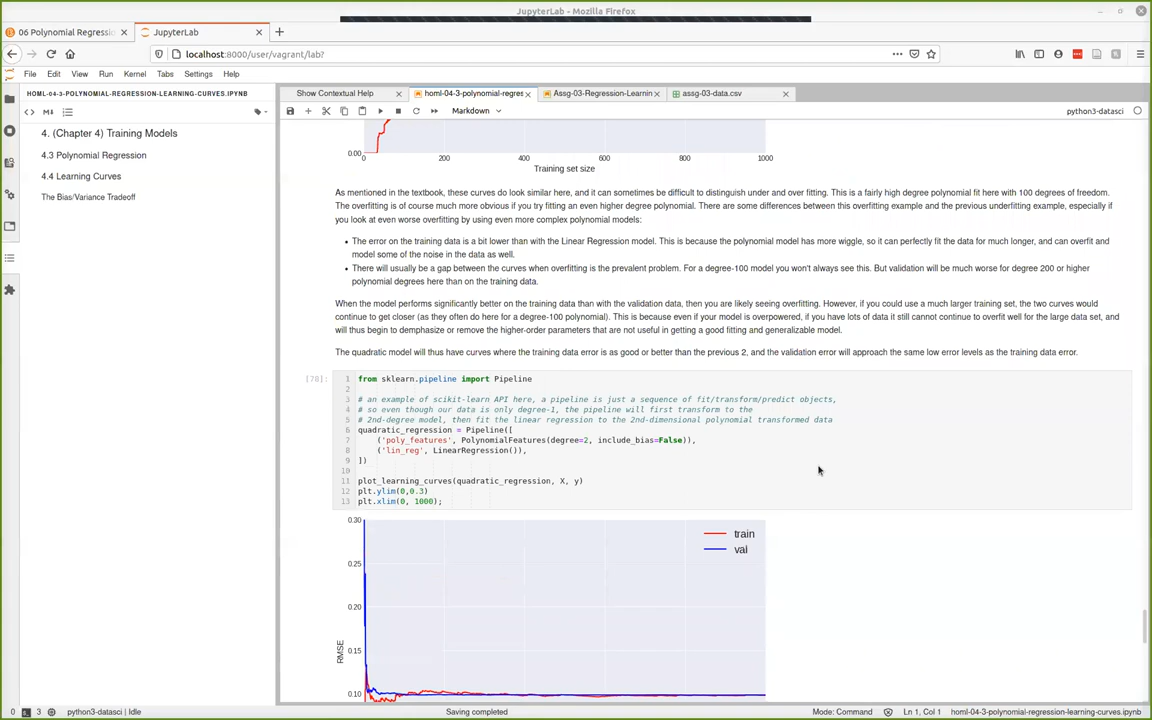 JupyterLab - Mozilla Firefox
06 Polynomial Regressio
JupyterLab
localhost:8000/user/vagrant/lab?
File Edit View Run Kernel Tabs Settings Help
HOML-04-3-POLYNOMIAL-REGRESSION-LEARNING-CURVES.IPYNB
4. (Chapter 4) Training Models
4.3 Polynomial Regression
4.4 Learning Curves
The Bias/Variance Tradeoff
Show Contextual Help
homl-04-3-polynomial-regres
Assg-03-Regression-Learnin
assg-03-data.csv
Markdown
python3-datasci
0.00
0 200 400 600 800 1000
Training set size
As mentioned in the textbook, these curves do look similar here, and it can sometimes be difficult to distinguish under and over fitting. This is a fairly high degree polynomial fit here with 100 degrees of freedom.
The overfitting is of course much more obvious if you try fitting an even higher degree polynomial. There are some differences between this overfitting example and the previous underfitting example, especially if
you look at even worse overfitting by using even more complex polynomial models:
• The error on the training data is a bit lower than with the Linear Regression model. This is because the polynomial model has more wiggle, so it can perfectly fit the data for much longer, and can overfit and
model some of the noise in the data as well.
• There will usually be a gap between the curves when overfitting is the prevalent problem. For a degree-100 model you won't always see this. But validation will be much worse for degree 200 or higher
polynomial degrees here than on the training data.
When the model performs significantly better on the training data than with the validation data, then you are likely seeing overfitting. However, if you could use a much larger training set, the two curves would
continue to get closer (as they often do here for a degree-100 polynomial). This is because even if your model is overpowered, if you have lots of data it still cannot continue to overfit well for the large data set, and
will thus begin to demphasize or remove the higher-order parameters that are not useful in getting a good fitting and generalizable model.
The quadratic model will thus have curves where the training data error is as good or better than the previous 2, and the validation error will approach the same low error levels as the training data error.
[78]:
1 from sklearn.pipeline import Pipeline
2
3 # an example of scikit-learn API here, a pipeline is just a sequence of fit/transform/predict objects,
4 # so even though our data is only degree-1, the pipeline will first transform to the
5 # 2nd-degree model, then fit the linear regression to the 2nd-dimensional polynomial transformed data
6 quadratic_regression = Pipeline([
7 ('poly_features', PolynomialFeatures(degree=2, include_bias=False)),
8 ('lin_reg', LinearRegression()),
9 ])
10
11 plot_learning_curves(quadratic_regression, X, y)
12 plt.ylim(0,0.3)
13 plt.xlim(0, 1000);
0.30
train
val
0.25
0.20
0.15
RMSE
0.10
0 3 python3-datasci | Idle
Saving completed
Mode: Command
Ln 1, Col 1
homl-04-3-polynomial-regression-learning-curves.ipynb